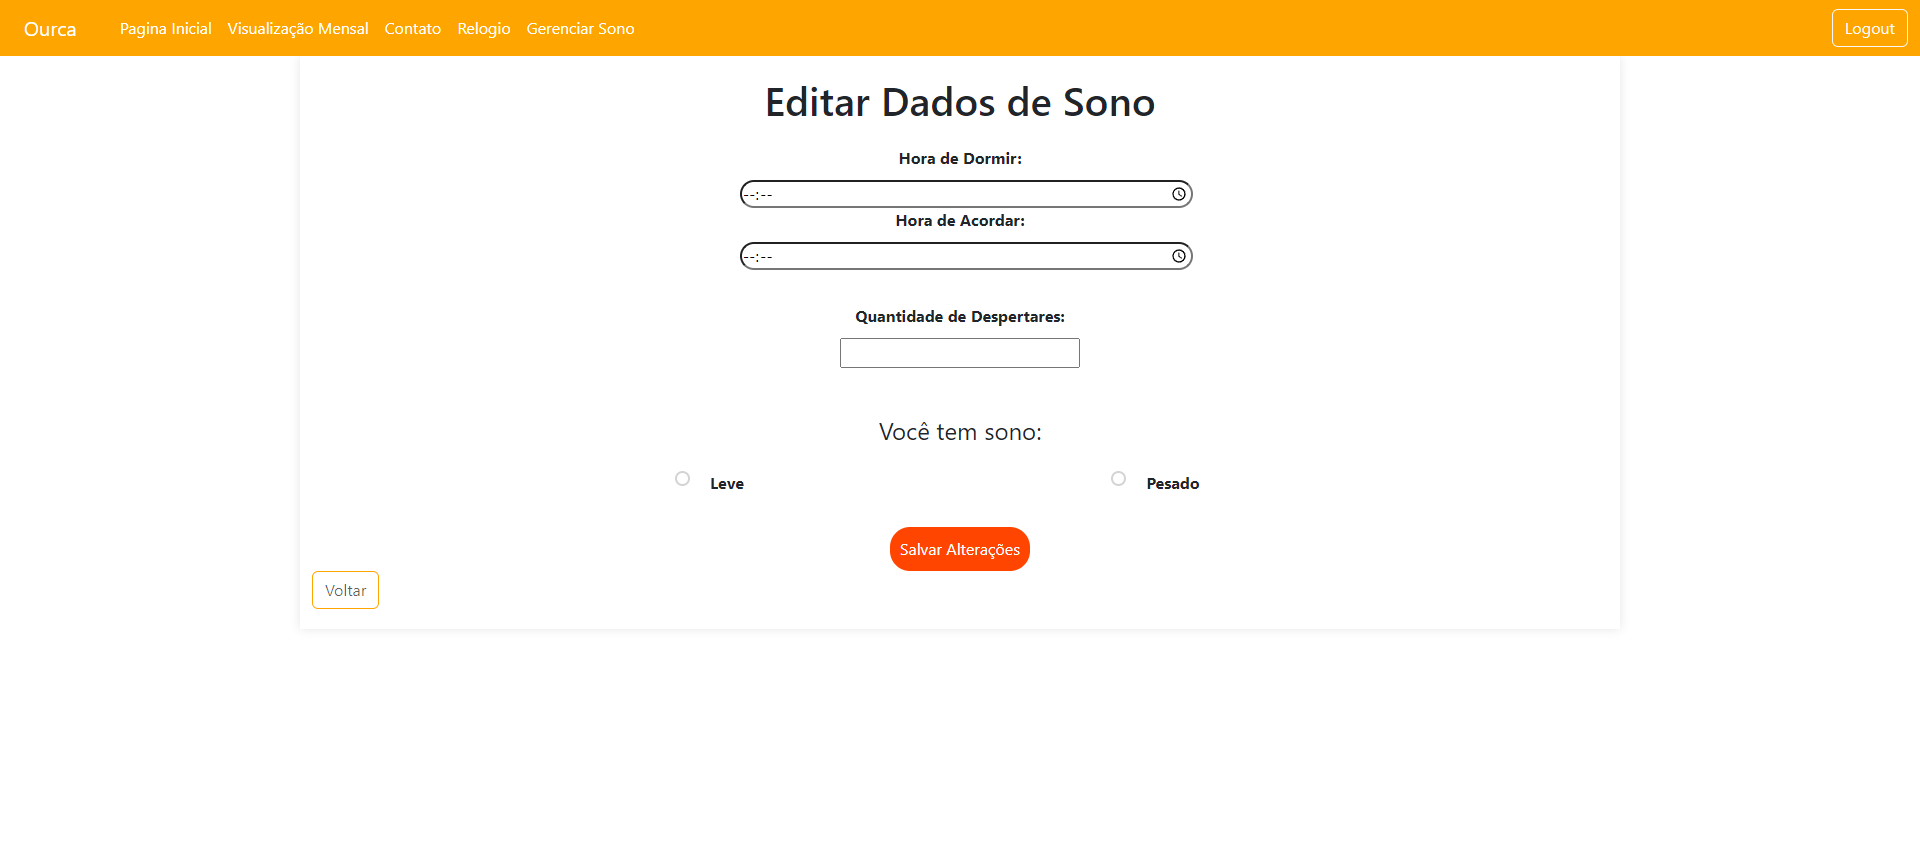 Ourca Pagina Inicial Visualização Mensal Contato Relogio Gerenciar Sono Logout
Editar Dados de Sono
Hora de Dormir:
--:--
Hora de Acordar:
--:--
Quantidade de Despertares:
Você tem sono:
Leve Pesado
Salvar Alterações
Voltar